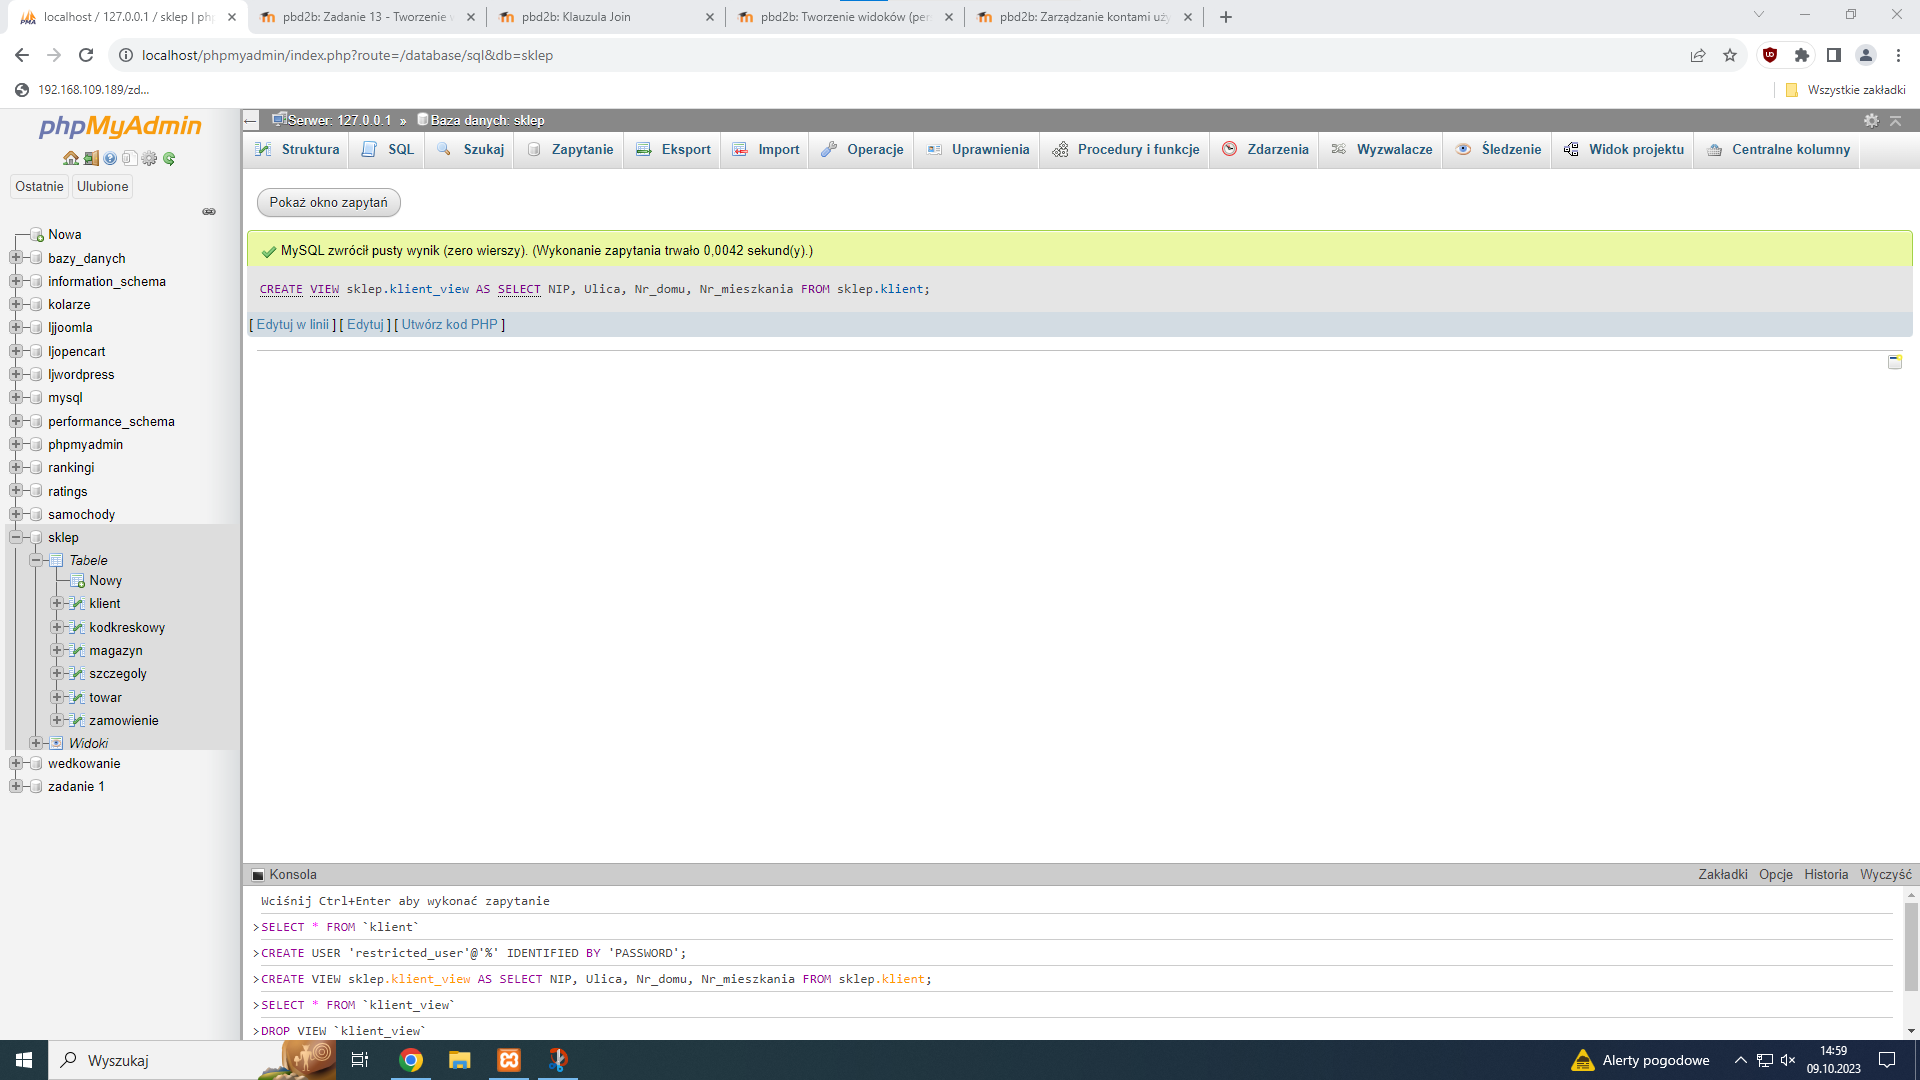 localhost / 127.0.0.1 / sklep | ph
pbd2b: Zadanie 13 - Tworzenie
pbd2b: Klauzula Join
pbd2b: Tworzenie widoków (per
pbd2b: Zarządzanie kontami uży
localhost/phpmyadmin/index.php?route=/database/sql&db=sklep
192.168.109.189/zd...
Wszystkie zakładki
phpMyAdmin
Ostatnie
Ulubione
Nowa
bazy_danych
information_schema
kolarze
ljjoomla
ljopencart
ljwordpress
mysql
performance_schema
phpmyadmin
rankingi
ratings
samochody
sklep
Tabele
Nowy
klient
kodkreskowy
magazyn
szczegoly
towar
zamowienie
Widoki
wedkowanie
zadanie 1
Serwer: 127.0.0.1 » Baza danych: sklep
Struktura SQL Szukaj Zapytanie Eksport Import Operacje Uprawnienia Procedury i funkcje Zdarzenia Wyzwalacze Śledzenie Widok projektu Centralne kolumny
Pokaż okno zapytań
MySQL zwrócił pusty wynik (zero wierszy). (Wykonanie zapytania trwało 0,0042 sekund(y).)
CREATE VIEW sklep.klient_view AS SELECT NIP, Ulica, Nr_domu, Nr_mieszkania FROM sklep.klient;
[ Edytuj w linii ] [ Edytuj ] [ Utwórz kod PHP ]
Konsola
Zakładki Opcje Historia Wyczyść
Wciśnij Ctrl+Enter aby wykonać zapytanie
>SELECT * FROM `klient`
>CREATE USER 'restricted_user'@'%' IDENTIFIED BY 'PASSWORD';
>CREATE VIEW sklep.klient_view AS SELECT NIP, Ulica, Nr_domu, Nr_mieszkania FROM sklep.klient;
>SELECT * FROM `klient_view`
>DROP VIEW `klient_view`
Wyszukaj
Alerty pogodowe
14:59
09.10.2023